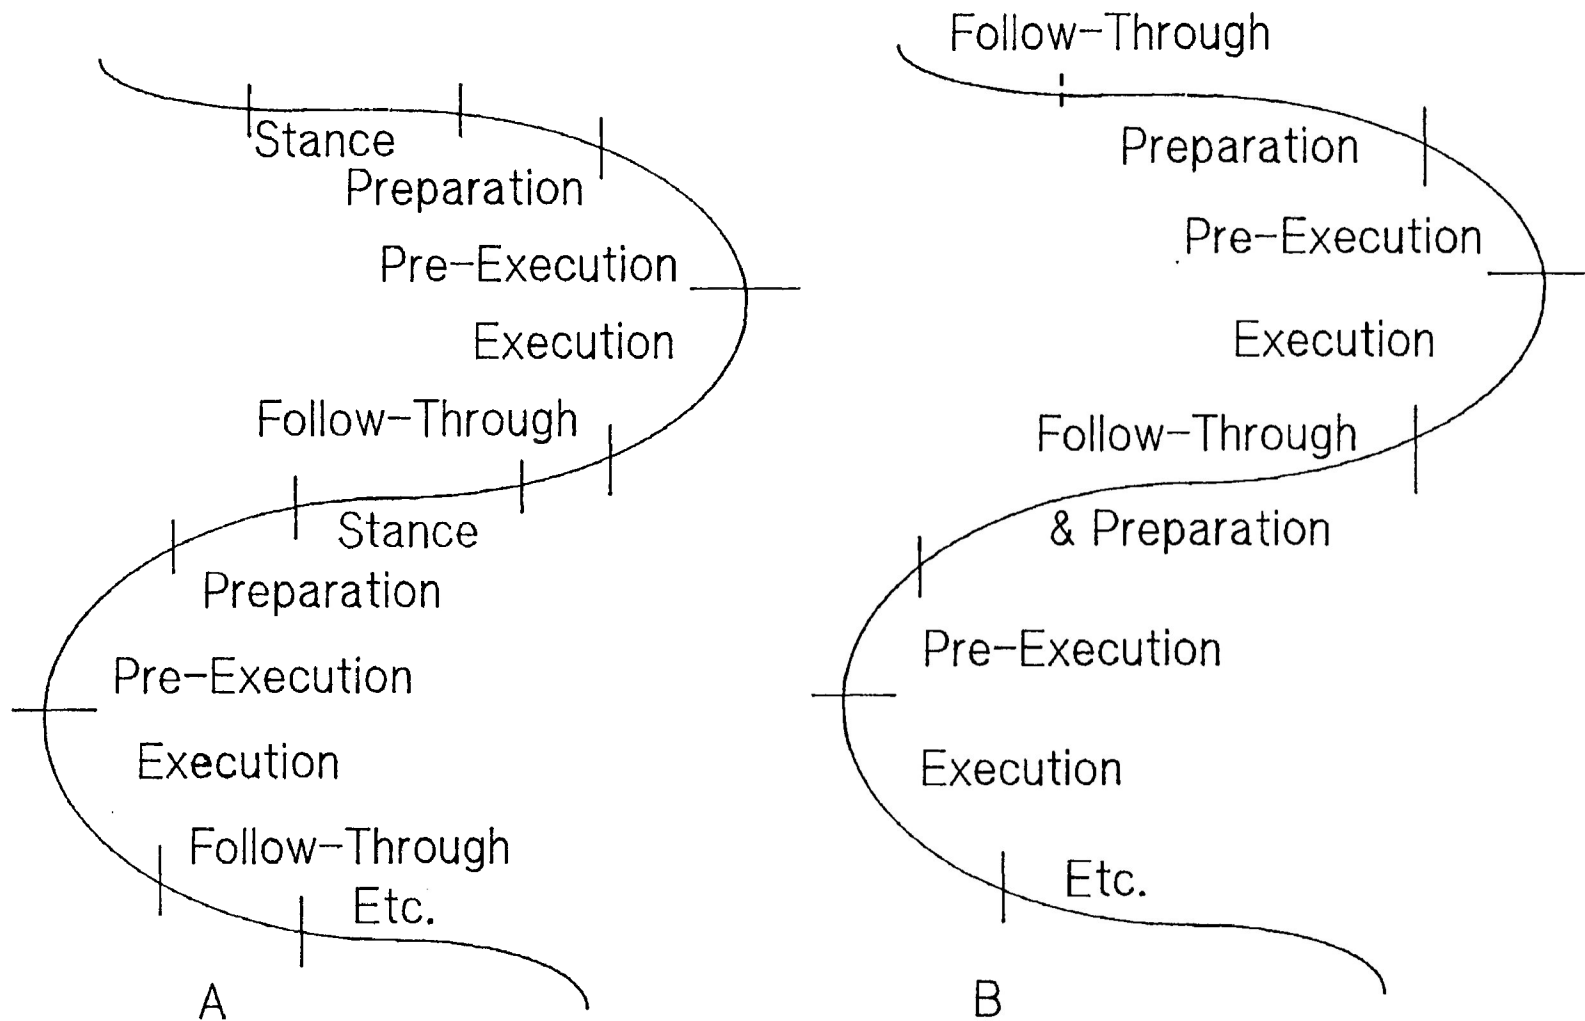 Stance
Preparation
Pre-Execution
Execution
Follow-Through
Stance
Preparation
Pre-Execution
Execution
Follow-Through
Etc.
A
Follow-Through
Preparation
Pre-Execution
Execution
Follow-Through
& Preparation
Pre-Execution
Execution
Etc.
B